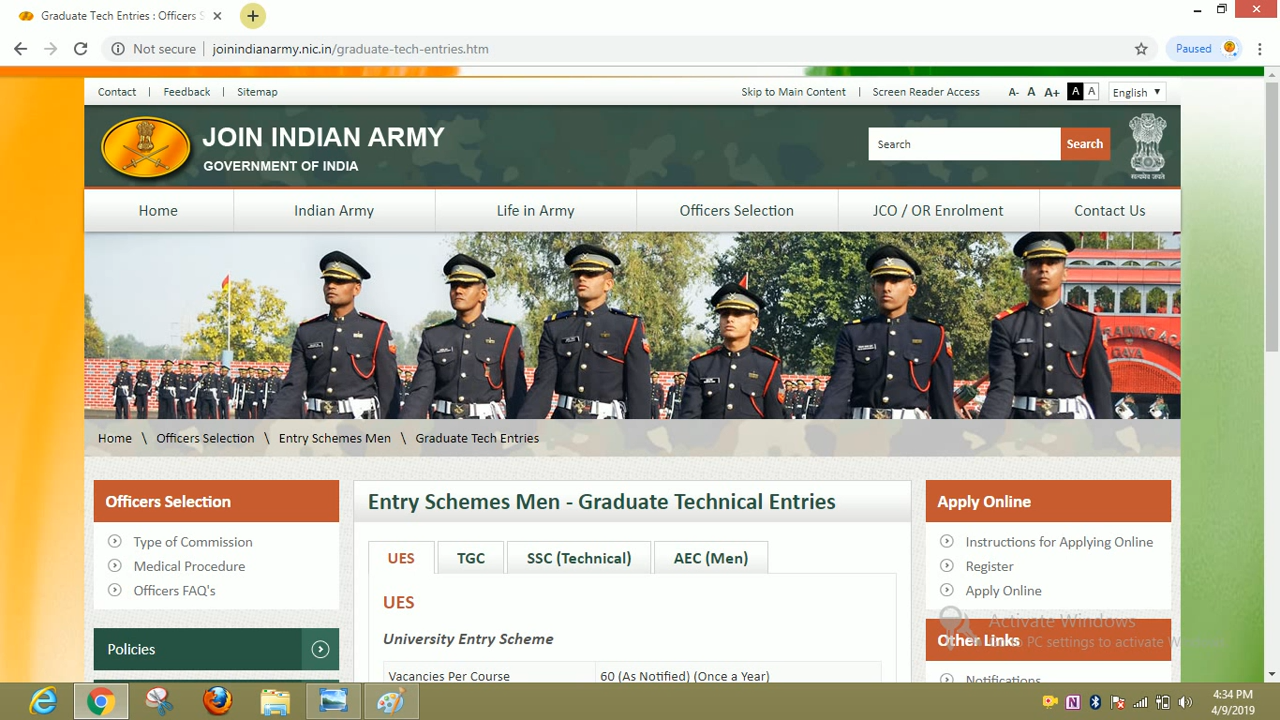 Graduate Tech Entries : Officers S
Not secure
joinindianarmy.nic.in/graduate-tech-entries.htm
Paused
Contact | Feedback | Sitemap
Skip to Main Content | Screen Reader Access
A- A A+ A A
English
JOIN INDIAN ARMY
GOVERNMENT OF INDIA
Search
Search
सत्यमेव जयते
Home
Indian Army
Life in Army
Officers Selection
JCO / OR Enrolment
Contact Us
Home \ Officers Selection \ Entry Schemes Men \ Graduate Tech Entries
Officers Selection
Type of Commission
Medical Procedure
Officers FAQ's
Policies
Entry Schemes Men - Graduate Technical Entries
UES
TGC
SSC (Technical)
AEC (Men)
UES
University Entry Scheme
Vacancies Per Course
60 (As Notified) (Once a Year)
Apply Online
Instructions for Applying Online
Register
Apply Online
Activate Windows
Other Links
PC settings to activate
Notifications
4:34 PM
4/9/2019